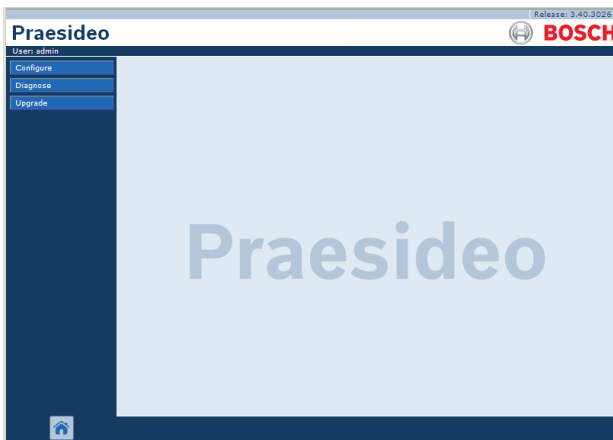 Release: 3.40.3026
Praesideo
BOSCH
User: admin
Configure
Diagnose
Upgrade
Praesideo